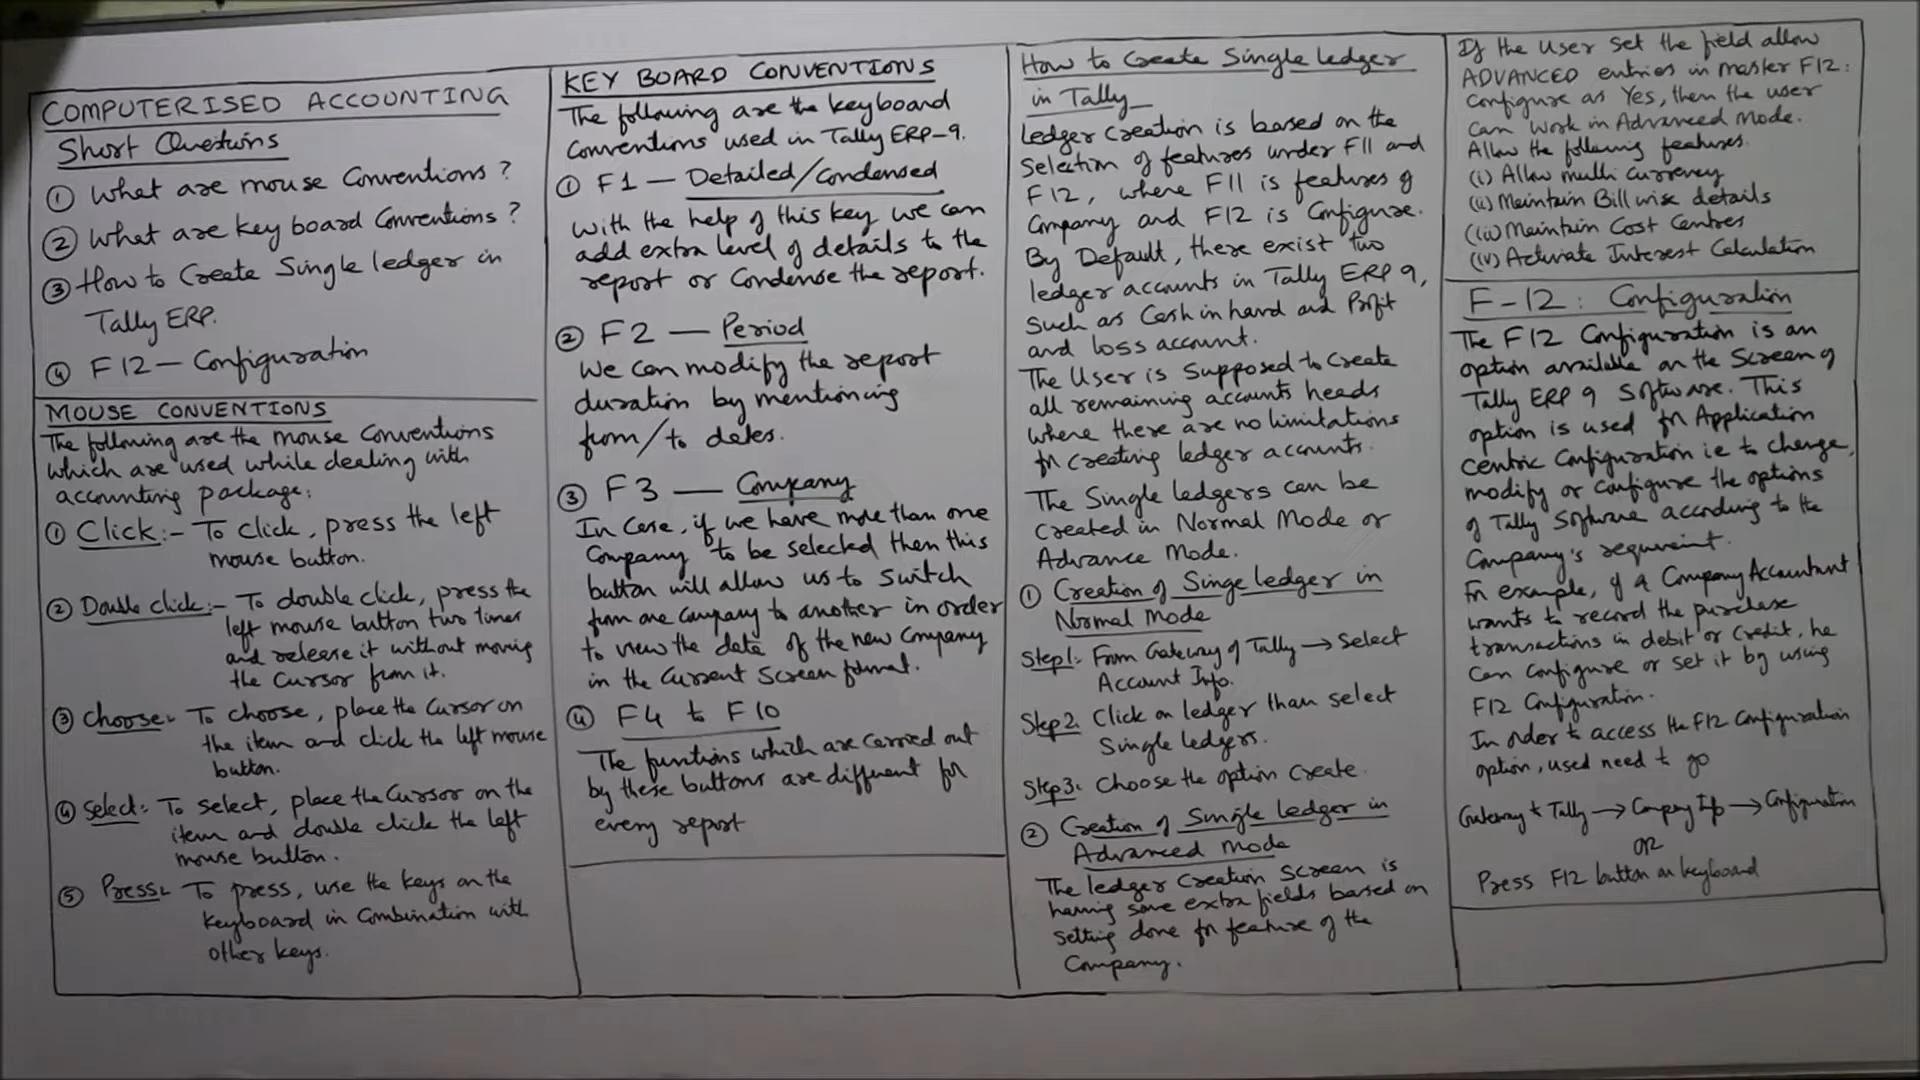 COMPUTERISED ACCOUNTING
Short Questions
① What are mouse Conventions?
② What are key board Conventions?
③ How to Create Single ledger in
Tally ERP.
④ F12 – Configuration
MOUSE CONVENTIONS
The following are the mouse Conventions
which are used while dealing with
accounting package:
① Click:- To click, press the left
mouse button.
② Double click:- To double click, press the
left mouse button two times
and release it without moving
the Cursor from it.
③ Choose:- To choose, place the Cursor on
the item and click the left mouse
button.
④ Select:- To select, place the Cursor on the
item and double click the left
mouse button.
⑤ Press:- To press, use the keys on the
keyboard in Combination with
other keys.
KEY BOARD CONVENTIONS
The following are the keyboard
Conventions used in Tally ERP-9.
① F1 — Detailed/Condensed
With the help of this key we can
add extra level of details to the
report or Condense the report.
② F2 — Period
We can modify the report
duration by mentioning
from/to dates.
③ F3 — Company
In Case, if we have more than one
Company to be selected then this
button will allow us to switch
from one Company to another in order
to view the data of the new Company
in the Current Screen format.
④ F4 to F10
The functions which are carried out
by these buttons are different for
every report
How to Create Single ledger
in Tally
Ledger Creation is based on the
Selection of features under F11 and
F12, where F11 is features of
Company and F12 is Configure.
By Default, there exist two
ledger accounts in Tally ERP 9,
Such as Cash in hand and Profit
and loss account.
The User is Supposed to Create
all remaining accounts heads
where there are no limitations
for creating ledger accounts.
The Single ledgers can be
Created in Normal Mode or
Advance Mode.
① Creation of Singe ledger in
Normal Mode
Step1: From Gateway of Tally → Select
Account Info.
Step2: Click on ledger than select
Single ledgers.
Step3: Choose the option Create.
② Creation of Single Ledger in
Advanced Mode
The ledger Creation Screen is
having some extra fields based on
Setting done for feature of the
Company.
If the User set the field allow
ADVANCED entries in master F12:
Configure as Yes, then the user
Can Work in Advanced Mode.
Allow the following features.
(i) Allow multi Currency
(ii) Maintain Bill wise details
(iii) Maintain Cost Centres
(iv) Activate Interest Calculation
F-12: Configuration
The F12 Configuration is an
option available on the Screen of
Tally ERP 9 Software. This
option is used for Application
Centric Configuration ie to change,
modify or Configure the options
of Tally Software according to the
Company's requireint.
For example, if a Company Accountant
wants to record the purchase
transactions in debit or Credit, he
Can Configure or set it by using
F12 Configuration.
In order to access the F12 Configuration
option, used need to go
Gateway of Tally → Company Info → Configuration
OR
Press F12 button on keyboard